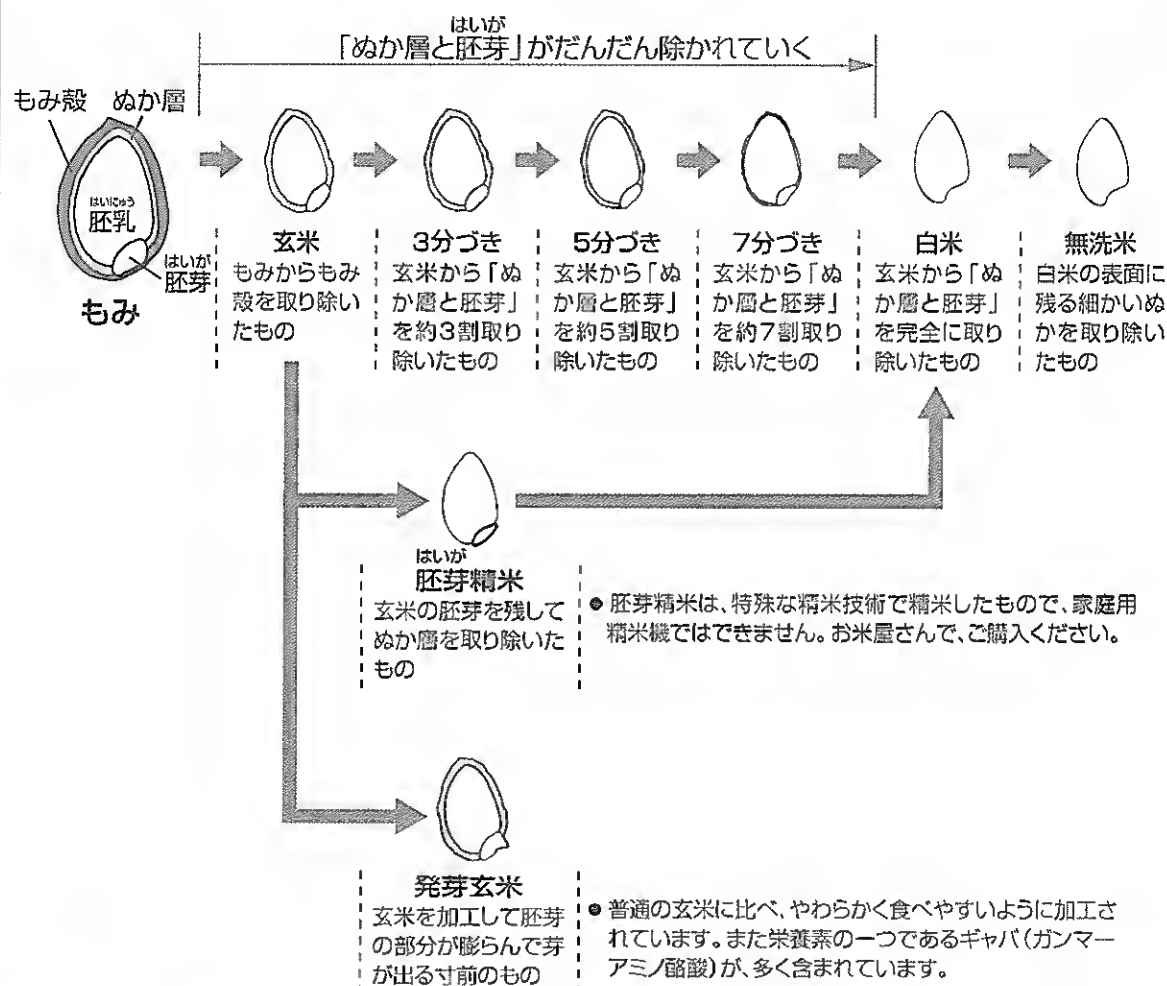 はいが
「ぬか層と胚芽」がだんだん除かれていく
もみ殻 ぬか層
はいにゅう
胚乳
はいが
胚芽
もみ
玄米
もみからもみ
殻を取り除い
たもの
3分づき
玄米から「ぬ
か層と胚芽」
を約3割取り
除いたもの
5分づき
玄米から「ぬ
か層と胚芽」
を約5割取り
除いたもの
7分づき
玄米から「ぬ
か層と胚芽」
を約7割取り
除いたもの
白米
玄米から「ぬ
か層と胚芽」
を完全に取り
除いたもの
無洗米
白米の表面に
残る細かいぬ
かを取り除い
たもの
はいが
胚芽精米
玄米の胚芽を残して
ぬか層を取り除いた
もの
●胚芽精米は、特殊な精米技術で精米したもので、家庭用
精米機ではできません。お米屋さんで、ご購入ください。
発芽玄米
玄米を加工して胚芽
の部分が膨らんで芽
が出る寸前のもの
●普通の玄米に比べ、やわらかく食べやすいように加工さ
れています。また栄養素の一つであるギャバ(ガンマー
アミノ酪酸)が、多く含まれています。